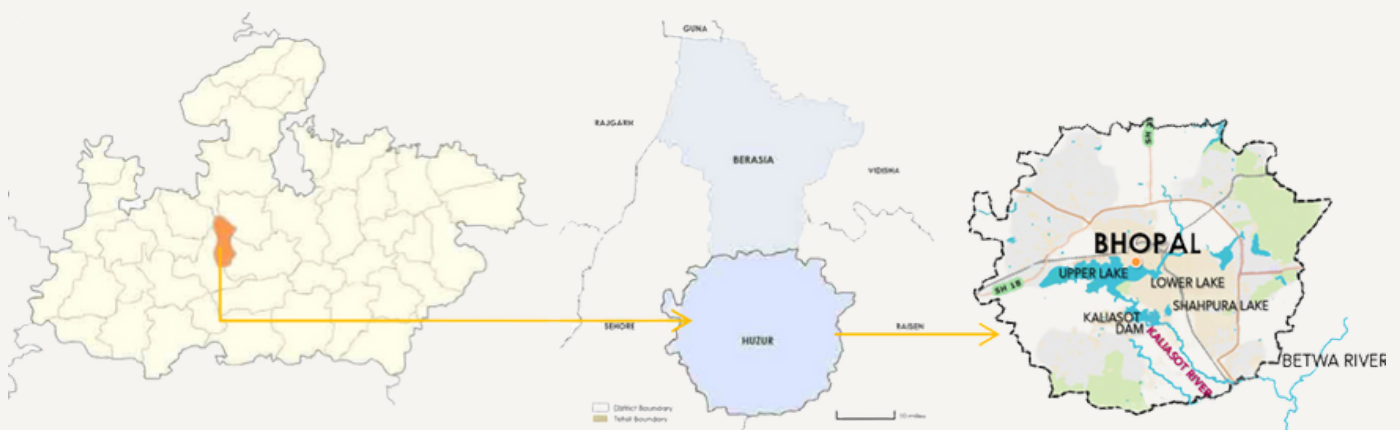 GUNA
RAJGARH
BERASIA
VIDISHA
SEHORE
HUZUR
RAISEN
District Boundary
Tehsil Boundary
10 miles
SH
BHOPAL
UPPER LAKE
LOWER LAKE
SH 18
SHAHPURA LAKE
KALIASOT
DAM
KALIASOT RIVER
BETWA RIVER